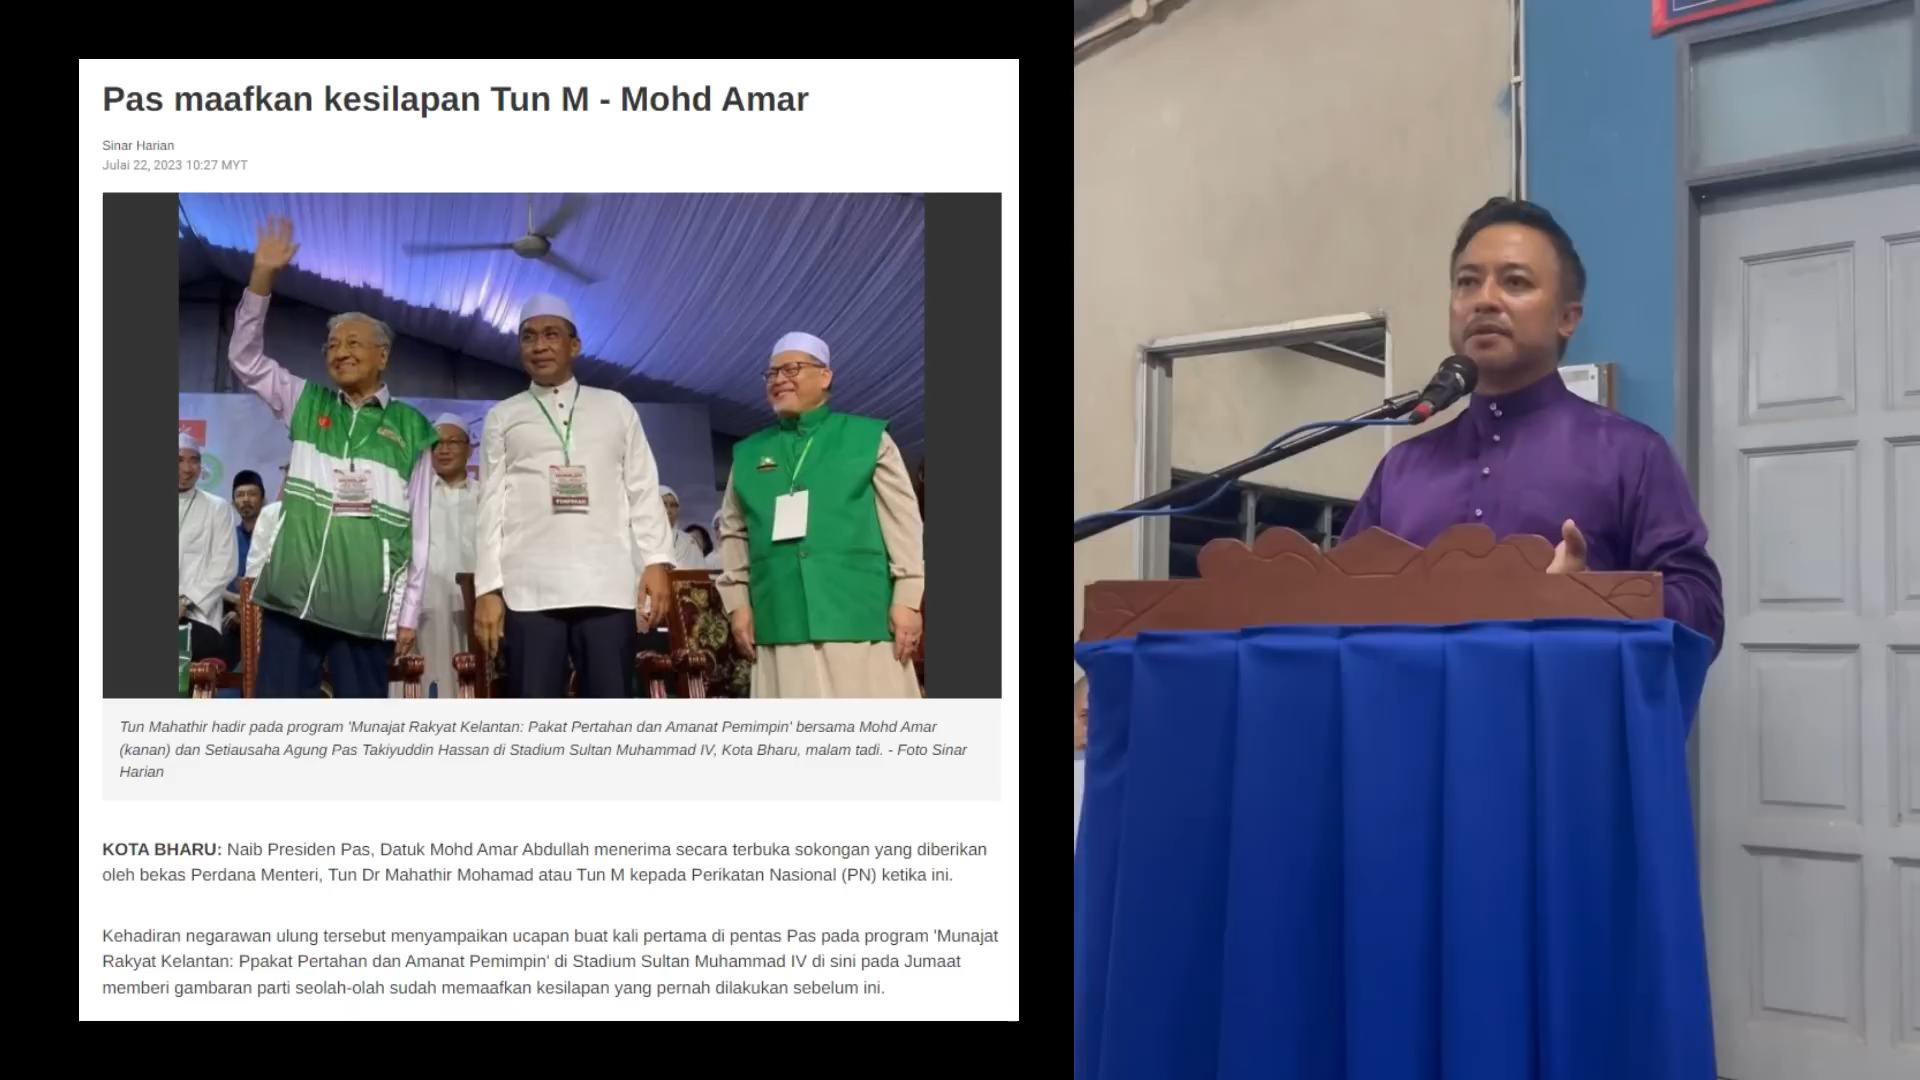 Pas maafkan kesilapan Tun M - Mohd Amar
Sinar Harian
Julai 22, 2023 10:27 MYT
Tun Mahathir hadir pada program 'Munajat Rakyat Kelantan: Pakat Pertahan dan Amanat Pemimpin' bersama Mohd Amar
(kanan) dan Setiausaha Agung Pas Takiyuddin Hassan di Stadium Sultan Muhammad IV, Kota Bharu, malam tadi. - Foto Sinar
Harian
KOTA BHARU: Naib Presiden Pas, Datuk Mohd Amar Abdullah menerima secara terbuka sokongan yang diberikan
oleh bekas Perdana Menteri, Tun Dr Mahathir Mohamad atau Tun M kepada Perikatan Nasional (PN) ketika ini.
Kehadiran negarawan ulung tersebut menyampaikan ucapan buat kali pertama di pentas Pas pada program 'Munajat
Rakyat Kelantan: Ppakat Pertahan dan Amanat Pemimpin' di Stadium Sultan Muhammad IV di sini pada Jumaat
memberi gambaran parti seolah-olah sudah memaafkan kesilapan yang pernah dilakukan sebelum ini.